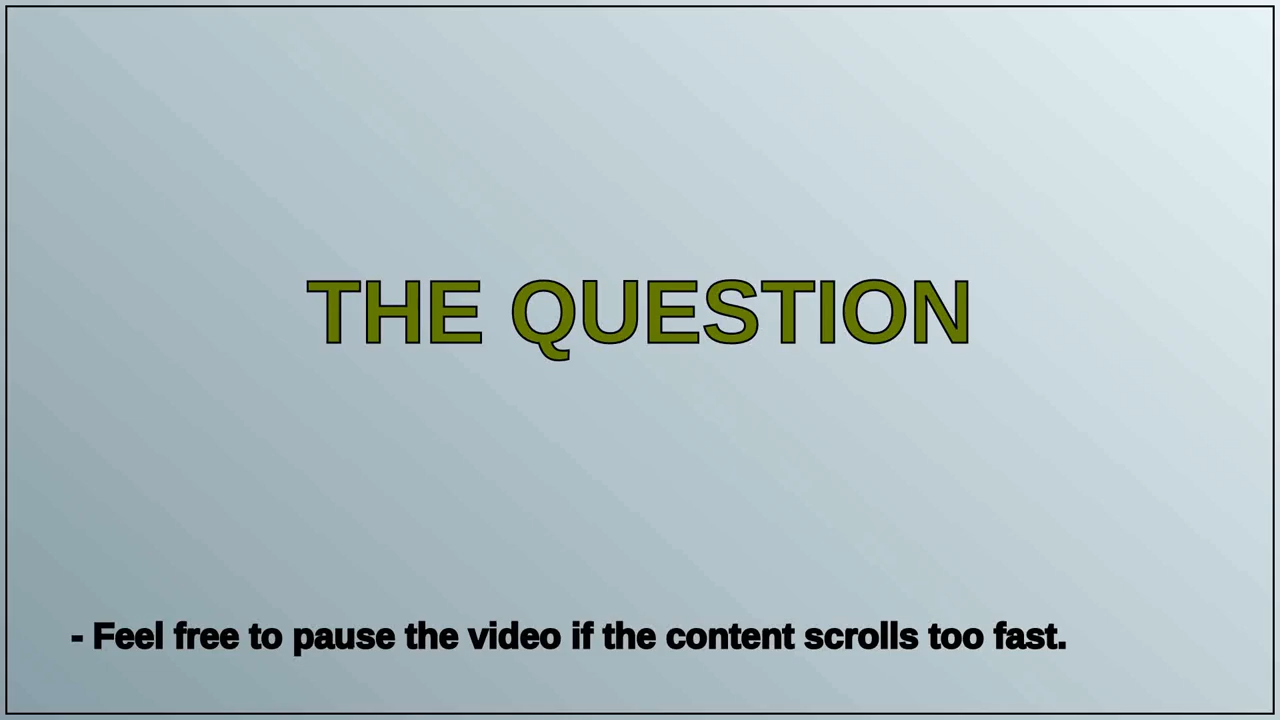 THE QUESTION
- Feel free to pause the video if the content scrolls too fast.